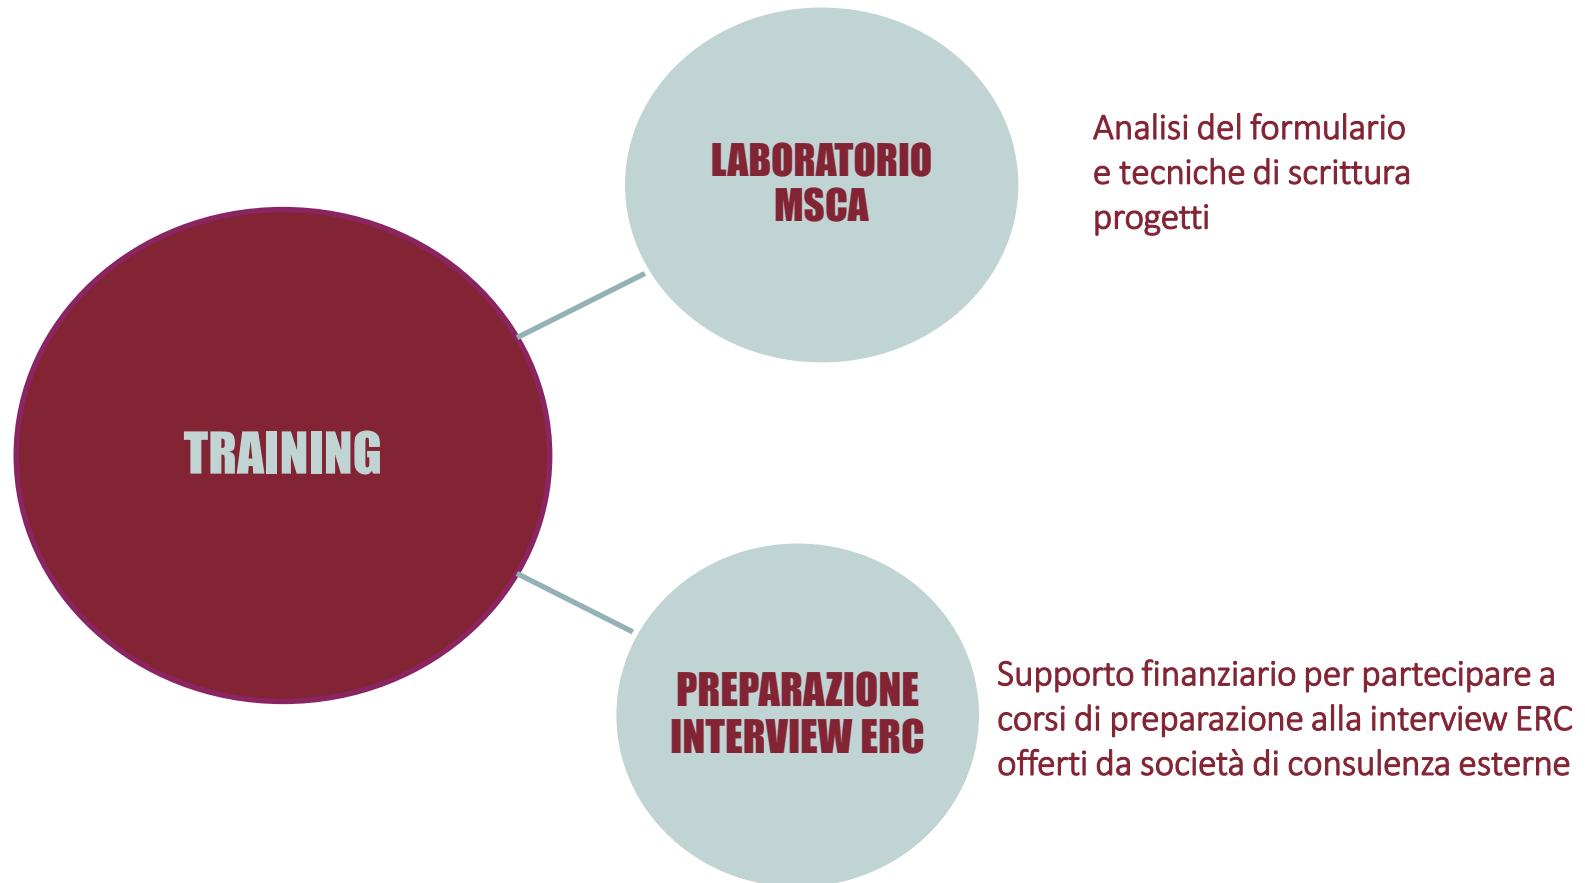 TRAINING
LABORATORIO
MSCA
Analisi del formulario
e tecniche di scrittura
progetti
PREPARAZIONE
INTERVIEW ERC
Supporto finanziario per partecipare a
corsi di preparazione alla interview ERC
offerti da società di consulenza esterne